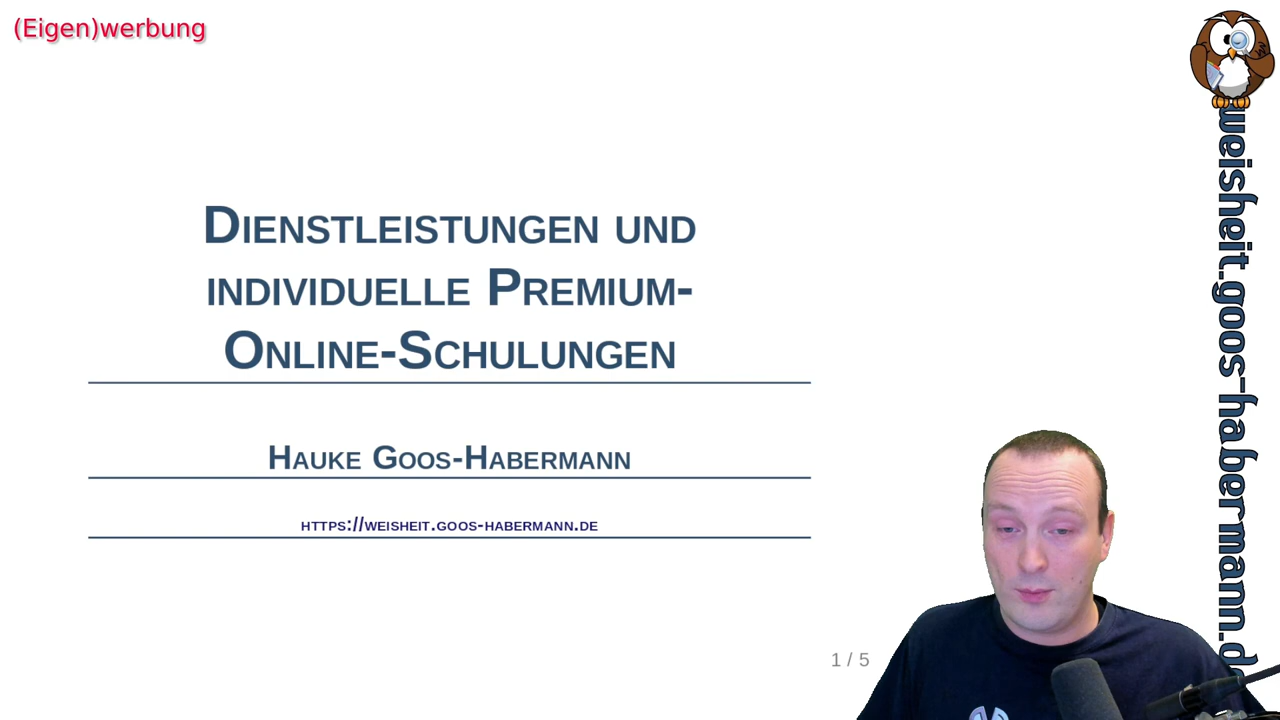 (Eigen)werbung
Dienstleistungen und
individuelle Premium-
Online-Schulungen
Hauke Goos-Habermann
https://weisheit.goos-habermann.de
1 / 5
weisheit.goos-habermann.d